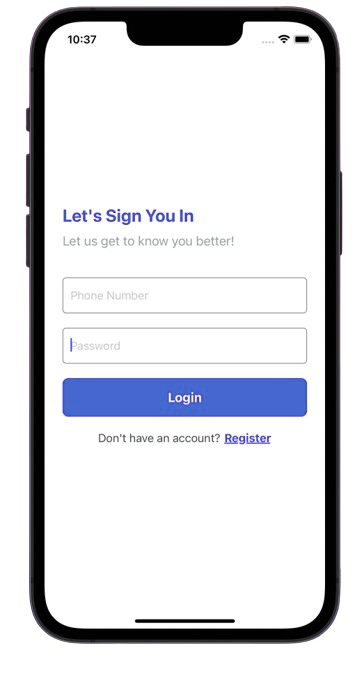 10:37
Let's Sign You In
Let us get to know you better!
Phone Number
Password
Login
Don't have an account? Register